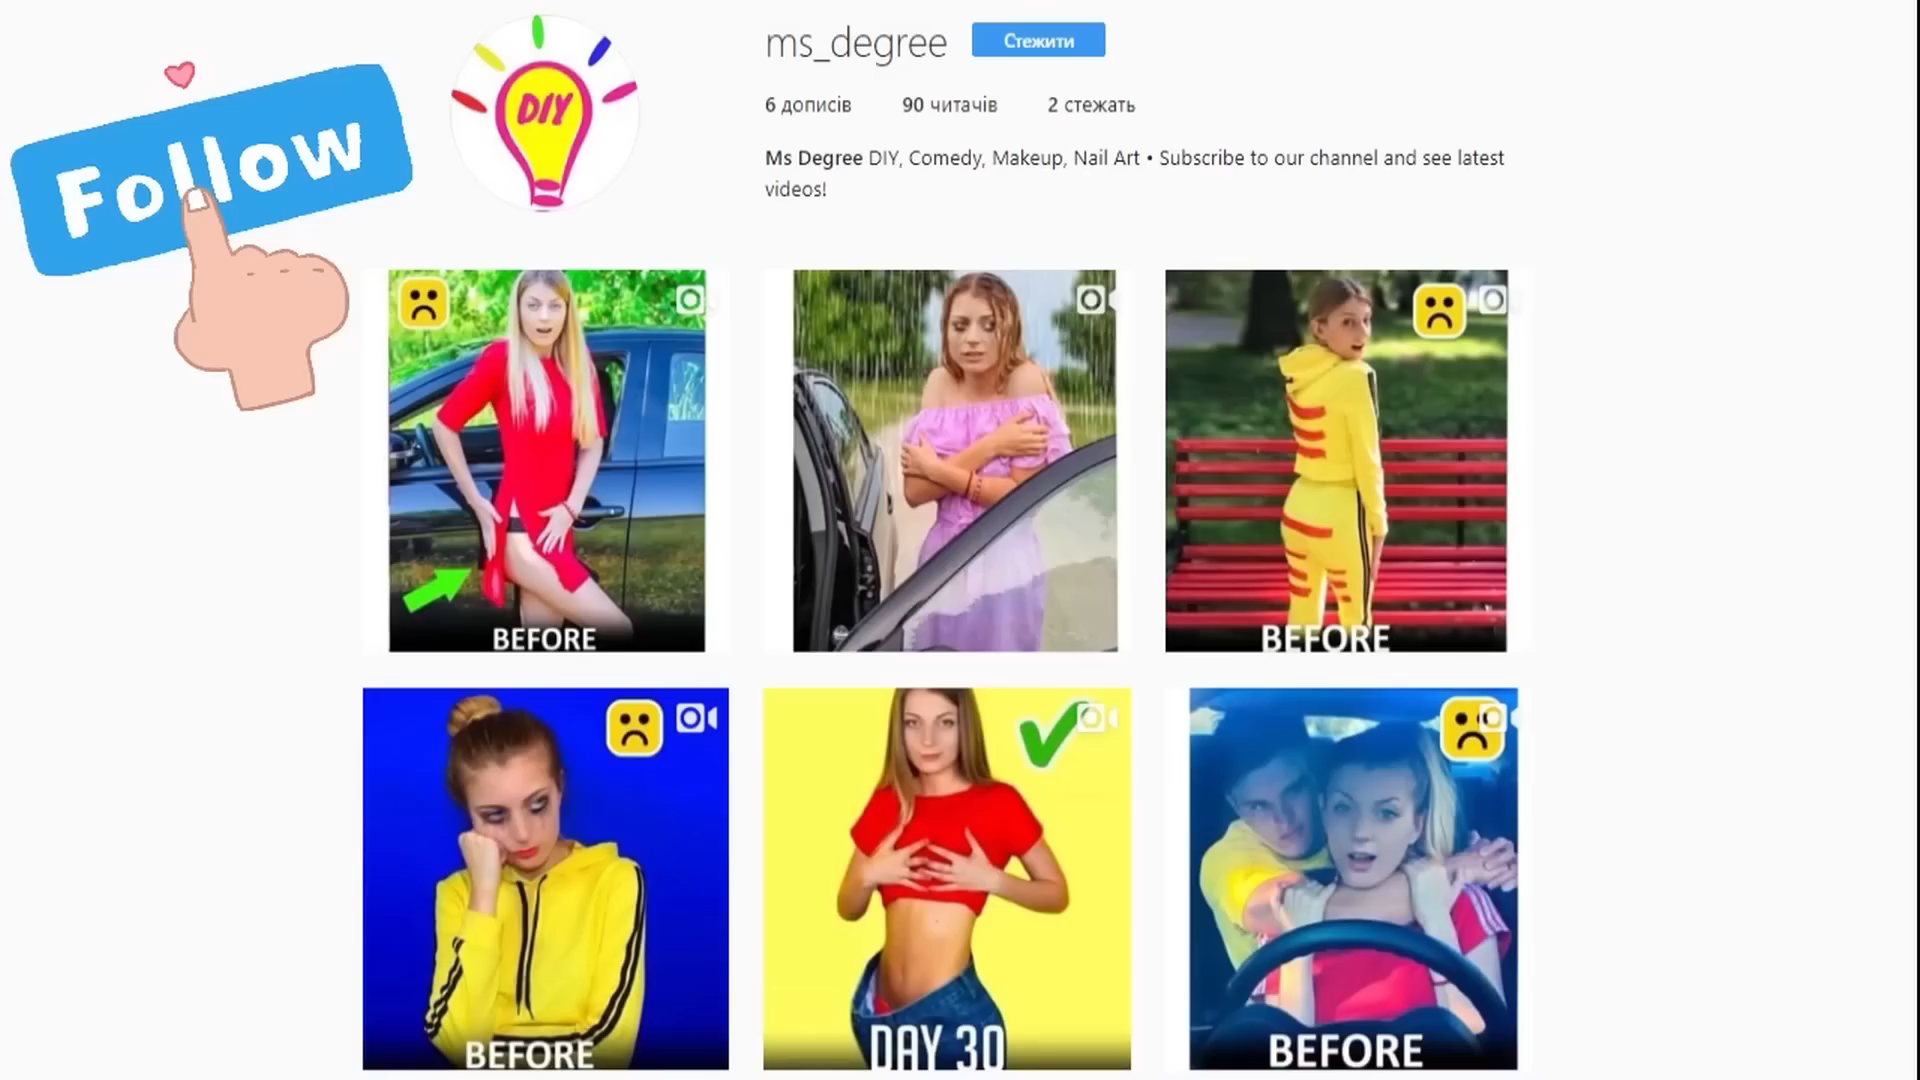 Follow
DIY
ms_degree
Стежити
6 дописів 90 читачів 2 стежать
Ms Degree DIY, Comedy, Makeup, Nail Art • Subscribe to our channel and see latest
videos!
BEFORE
BEFORE
BEFORE
DAY 30
BEFORE